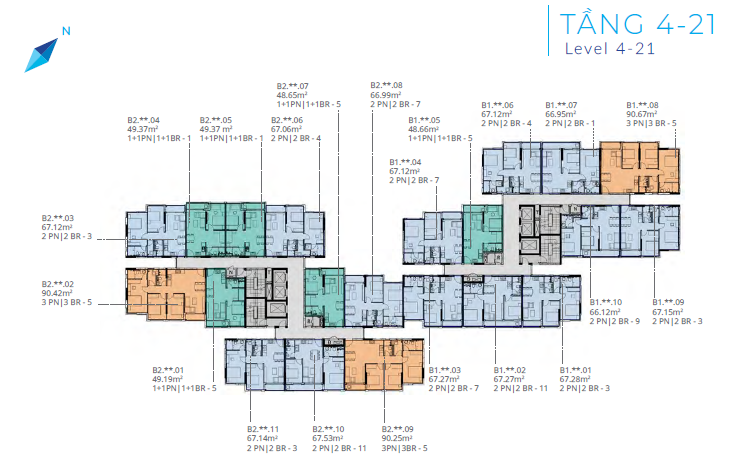 N
TẦNG 4-21
Level 4-21
B2.**.07
48.65m²
1+1PN|1+1BR - 5
B2.**.08
66.99m²
2 PN|2 BR - 7
B2.**.04
49.37m²
1+1PN|1+1BR - 1
B2.**.05
49.37 m²
1+1PN|1+1BR - 1
B2.**.06
67.06m²
2 PN|2 BR - 4
B1.**.05
48.66m²
1+1PN|1+1BR - 5
B1.**.06
67.12m²
2 PN|2 BR - 4
B1.**.07
66.95m²
2 PN|2 BR - 1
B1.**.08
90.67m²
3 PN|3 BR - 5
B1.**.04
67.12m²
2 PN|2 BR - 7
B2.**.03
67.12m²
2 PN|2 BR - 3
B2.**.02
90.42m²
3 PN|3 BR - 5
B1.**.10
66.12m²
2 PN|2 BR - 9
B1.**.09
67.15m²
2 PN|2 BR - 3
B2.**.01
49.19m²
1+1PN|1+1BR - 5
B1.**.03
67.27m²
2 PN|2 BR - 7
B1.**.02
67.27m²
2 PN|2 BR - 11
B1.**.01
67.28m²
2 PN|2 BR - 3
B2.**.11
67.14m²
2 PN|2 BR - 3
B2.**.10
67.53m²
2 PN|2 BR - 11
B2.**.09
90.25m²
3PN|3BR - 5